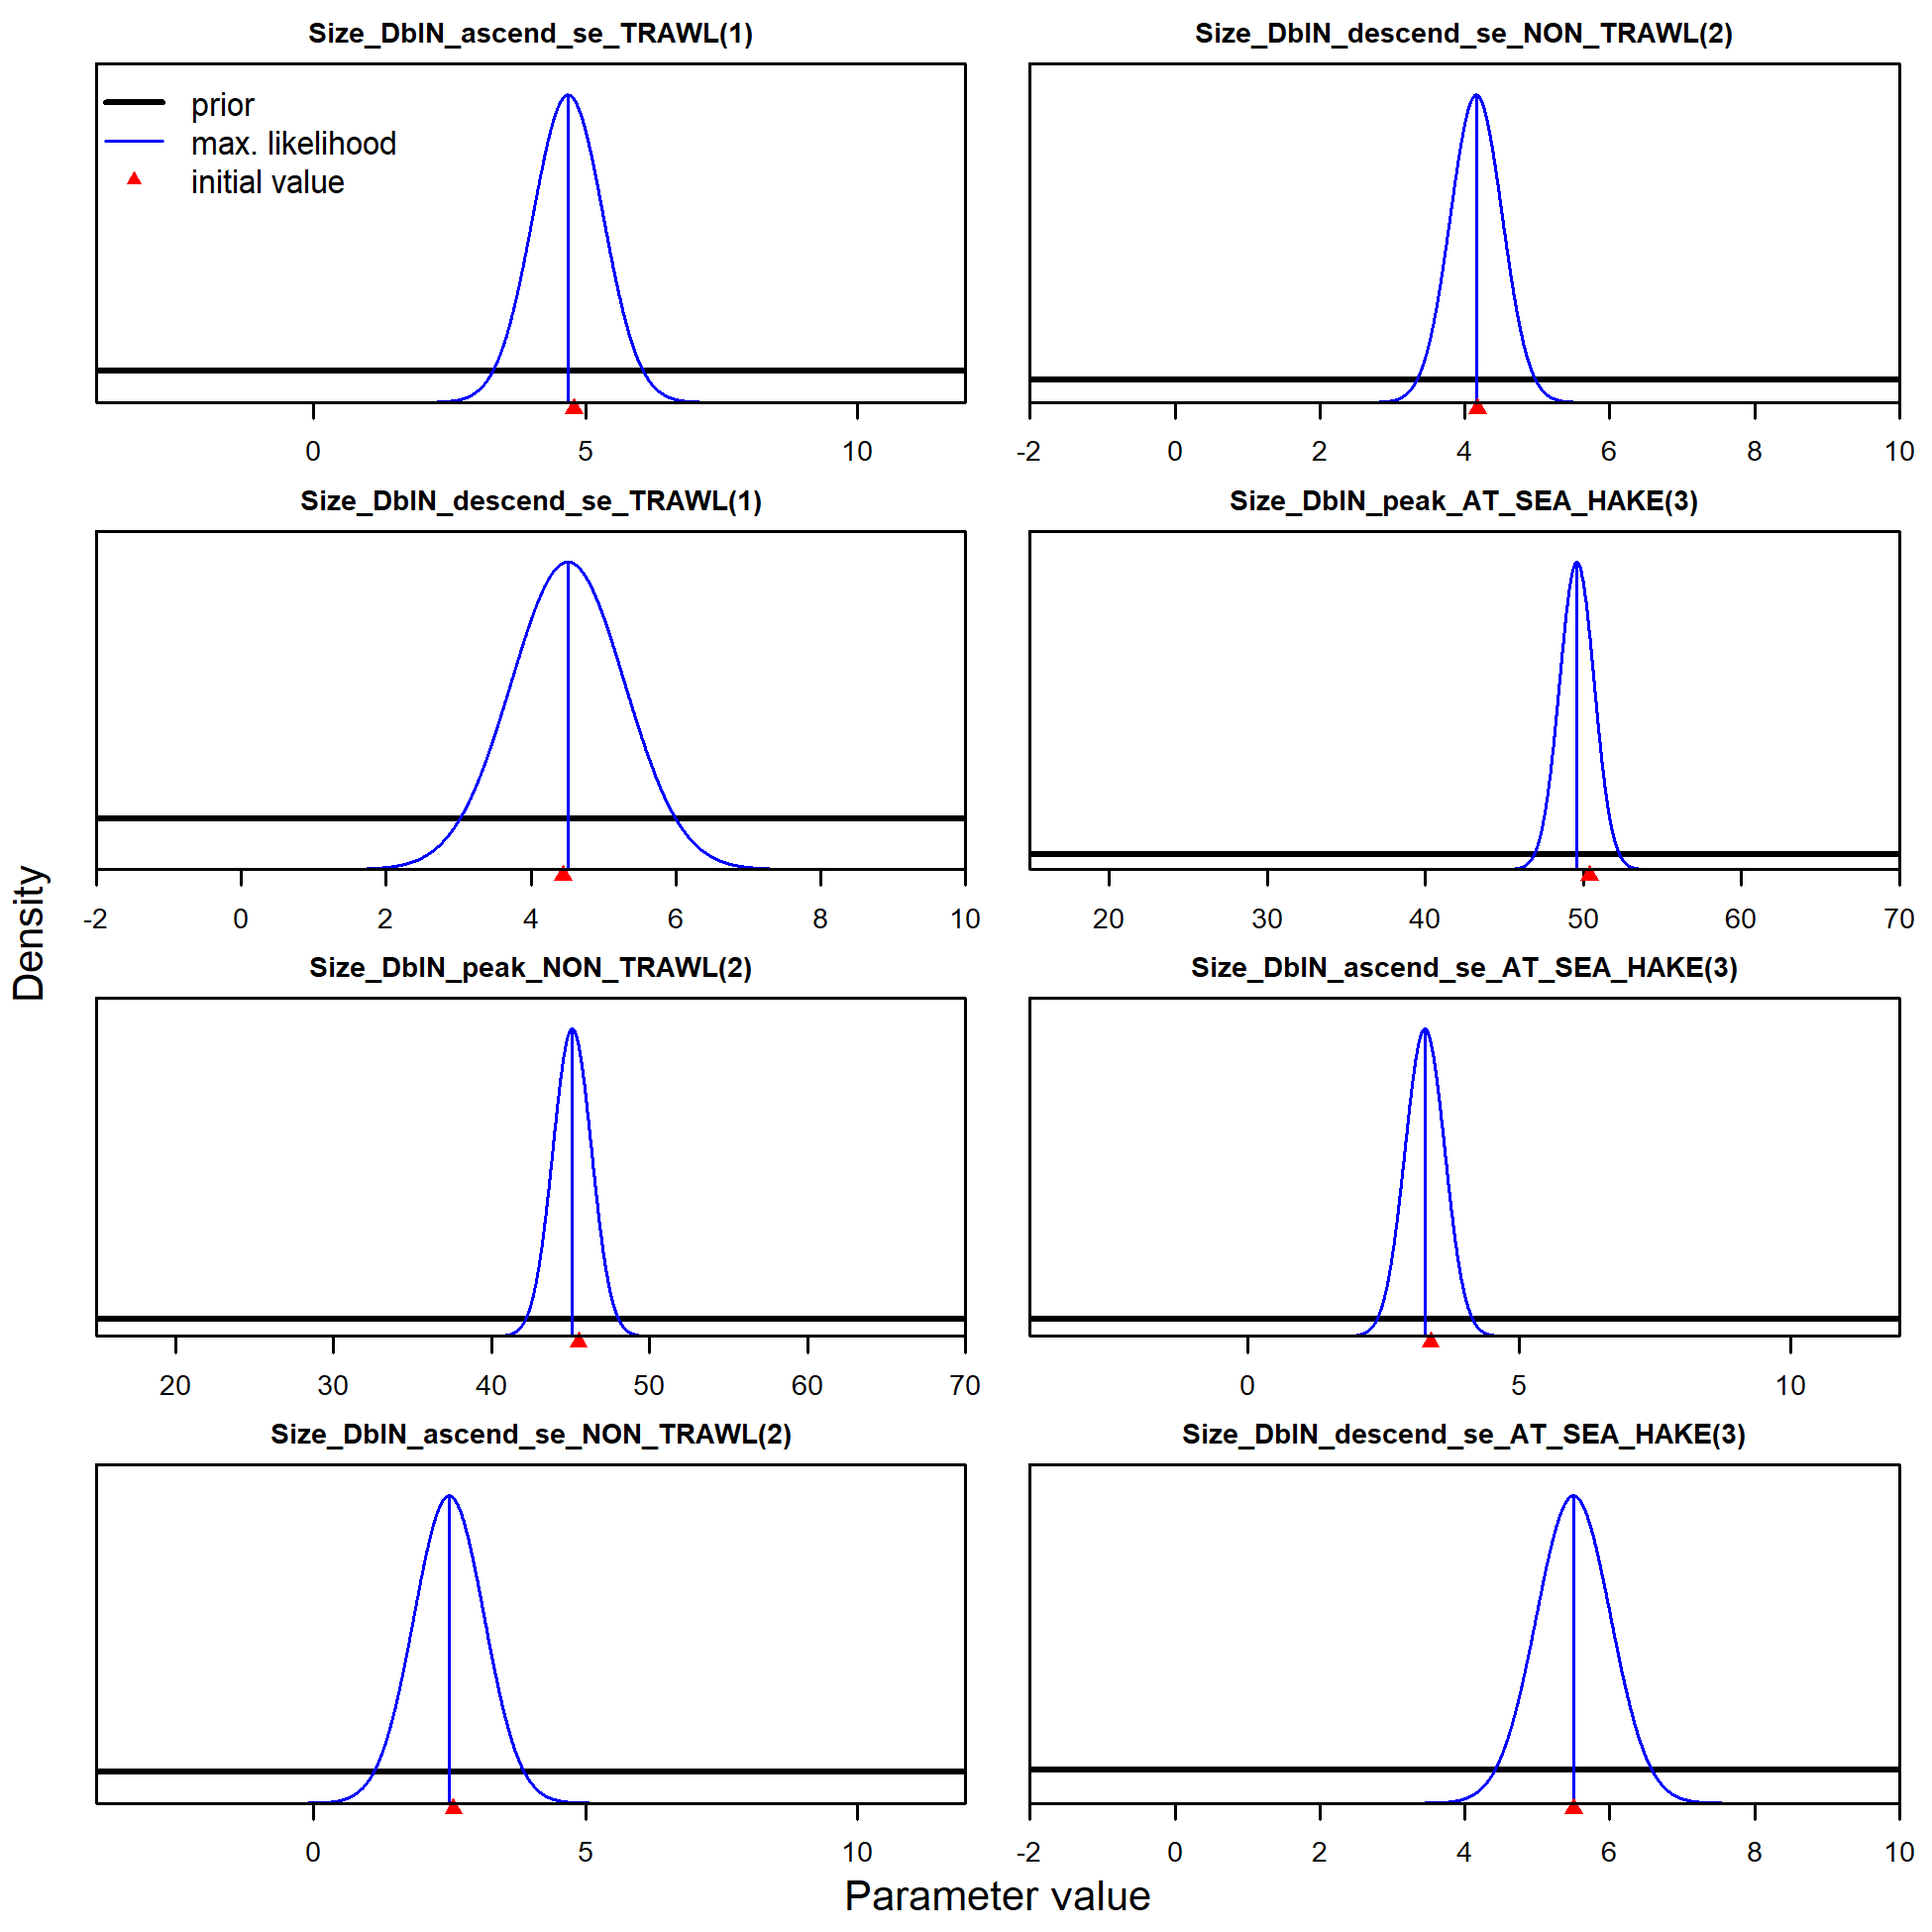 Size_DblN_ascend_se_TRAWL(1)
prior
max. likelihood
initial value
0 5 10
Size_DblN_descend_se_NON_TRAWL(2)
-2 0 2 4 6 8 10
Size_DblN_descend_se_TRAWL(1)
-2 0 2 4 6 8 10
Size_DblN_peak_AT_SEA_HAKE(3)
20 30 40 50 60 70
Size_DblN_peak_NON_TRAWL(2)
20 30 40 50 60 70
Size_DblN_ascend_se_AT_SEA_HAKE(3)
0 5 10
Size_DblN_ascend_se_NON_TRAWL(2)
0 5 10
Size_DblN_descend_se_AT_SEA_HAKE(3)
-2 0 2 4 6 8 10
Density
Parameter value